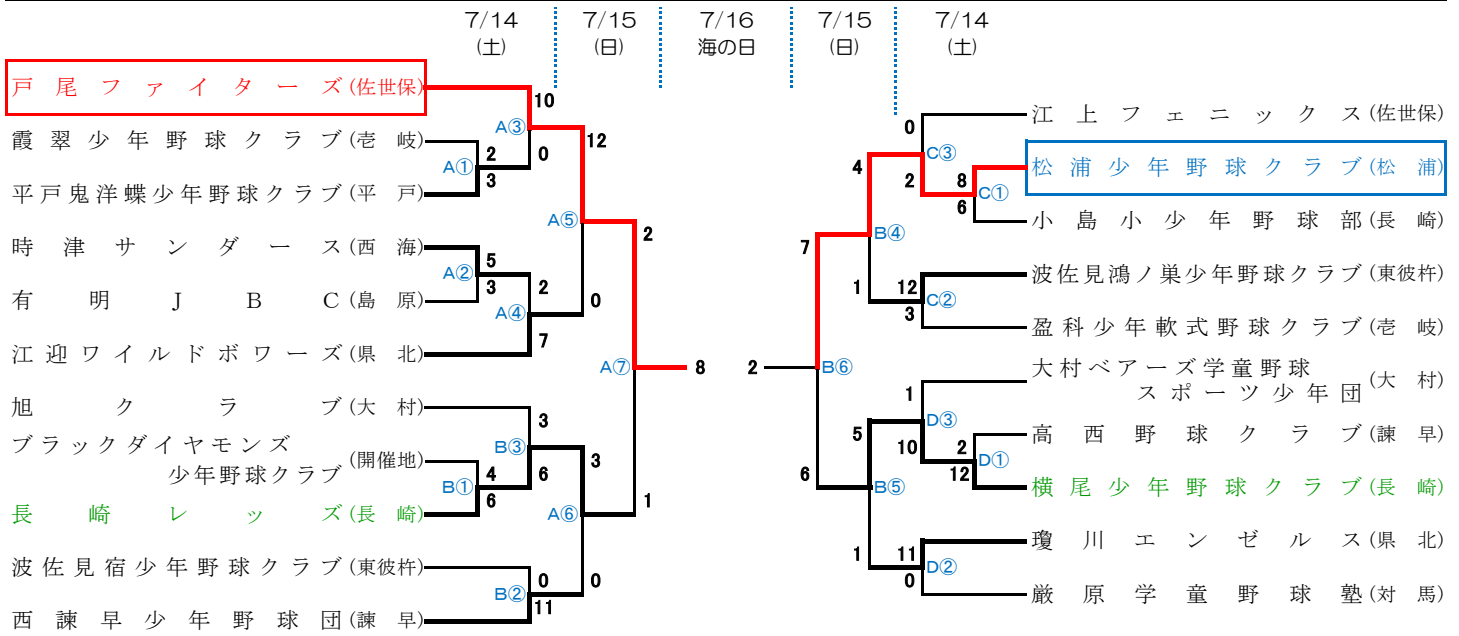 7/14 7/15 7/16 7/15 7/14
(土) (日) 海の日 (日) (土)
戸尾ファイターズ(佐世保)
霞翠少年野球クラブ(壱岐)
平戸鬼洋蝶少年野球クラブ(平戸)
時津サンダース(西海)
有明JBC(島原)
江迎ワイルドボワーズ(県北)
旭クラブ(大村)
ブラックダイヤモンズ
少年野球クラブ(開催地)
長崎レッズ(長崎)
波佐見宿少年野球クラブ(東彼杵)
西諫早少年野球団(諫早)
10
A③
0
2
A①
3
12
A⑤
0
5
A②
3
2
A④
7
2
A⑦
1
8
3
B③
6
4
B①
6
3
A⑥
0
0
B②
11
2
7
B⑥
6
4
B④
1
0
C③
2
8
C①
6
12
C②
3
5
B⑤
1
1
D③
10
2
D①
12
11
D②
0
江上フェニックス(佐世保)
松浦少年野球クラブ(松浦)
小島小少年野球部(長崎)
波佐見鴻ノ巣少年野球クラブ(東彼杵)
盈科少年軟式野球クラブ(壱岐)
大村ベアーズ学童野球
スポーツ少年団(大村)
高西野球クラブ(諫早)
横尾少年野球クラブ(長崎)
瓊川エンゼルス(県北)
厳原学童野球塾(対馬)